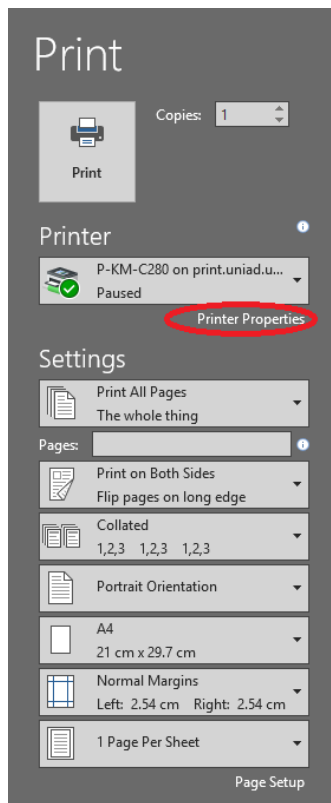 Print
Copies: 1
Print
Printer
P-KM-C280 on print.uniad.u...
Paused
Printer Properties
Settings
Print All Pages
The whole thing
Pages:
Print on Both Sides
Flip pages on long edge
Collated
1,2,3 1,2,3 1,2,3
Portrait Orientation
A4
21 cm x 29.7 cm
Normal Margins
Left: 2.54 cm Right: 2.54 cm
1 Page Per Sheet
Page Setup